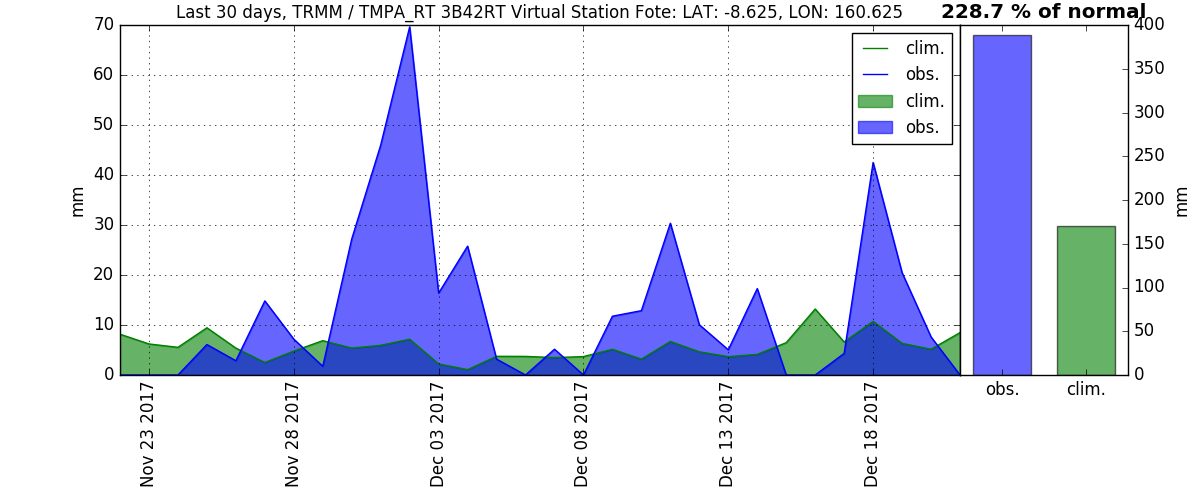 Last 30 days, TRMM / TMPA_RT 3B42RT Virtual Station Fote: LAT: -8.625, LON: 160.625
228.7 % of normal
70
60
50
40
30
20
10
0
mm
clim.
obs.
clim.
obs.
Nov 23 2017
Nov 28 2017
Dec 03 2017
Dec 08 2017
Dec 13 2017
Dec 18 2017
400
350
300
250
200
150
100
50
0
mm
obs.
clim.